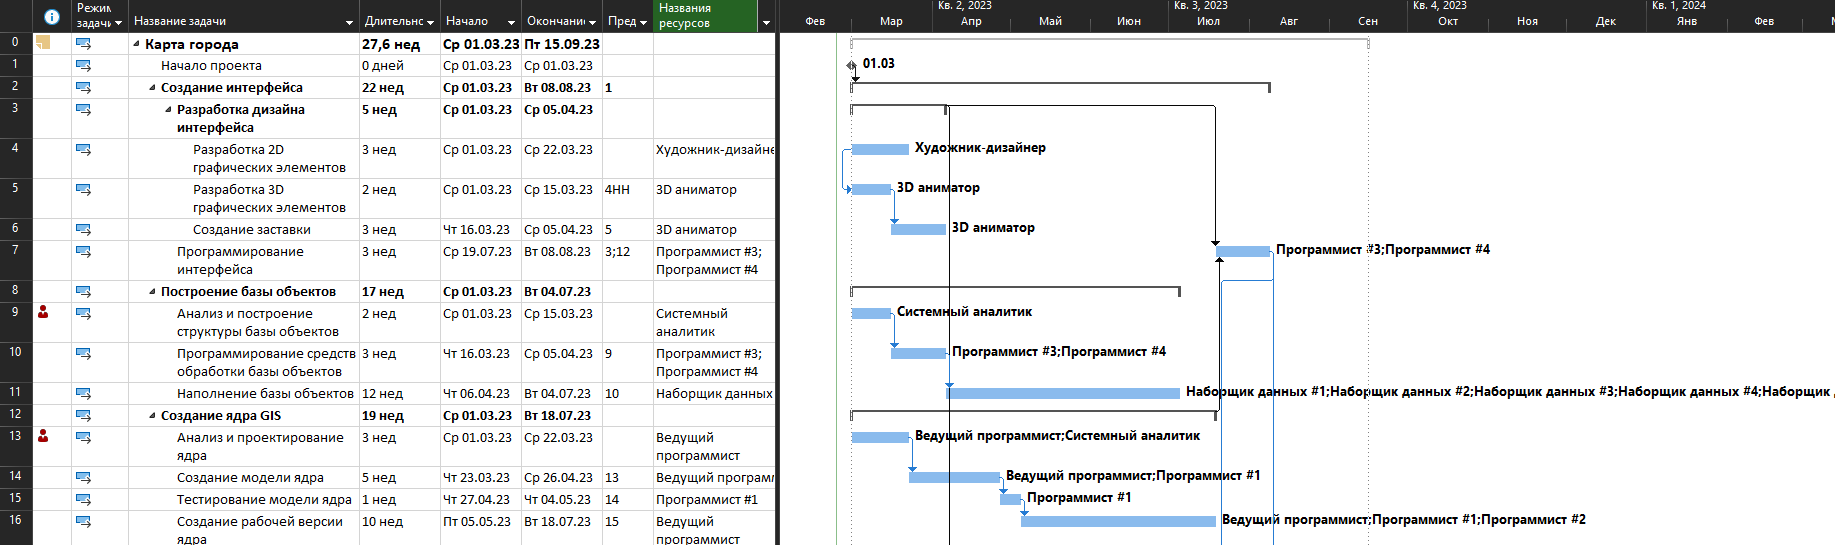 Режим задачи Название задачи Длительнс Начало Окончание Пред Названия ресурсов
0 Карта города 27,6 нед Ср 01.03.23 Пт 15.09.23
1 Начало проекта 0 дней Ср 01.03.23 Ср 01.03.23
2 Создание интерфейса 22 нед Ср 01.03.23 Вт 08.08.23 1
3 Разработка дизайна 5 нед Ср 01.03.23 Ср 05.04.23
интерфейса
4 Разработка 2D 3 нед Ср 01.03.23 Ср 22.03.23 Художник-дизайне
графических элементов
5 Разработка 3D 2 нед Ср 01.03.23 Ср 15.03.23 4НН 3D аниматор
графических элементов
6 Создание заставки 3 нед Чт 16.03.23 Ср 05.04.23 5 3D аниматор
7 Программирование 3 нед Ср 19.07.23 Вт 08.08.23 3;12 Программист #3;
интерфейса Программист #4
8 Построение базы объектов 17 нед Ср 01.03.23 Вт 04.07.23
9 Анализ и построение 2 нед Ср 01.03.23 Ср 15.03.23 Системный
структуры базы объектов аналитик
10 Программирование средств 3 нед Чт 16.03.23 Ср 05.04.23 9 Программист #3;
обработки базы объектов Программист #4
11 Наполнение базы объектов 12 нед Чт 06.04.23 Вт 04.07.23 10 Наборщик данных
12 Создание ядра GIS 19 нед Ср 01.03.23 Вт 18.07.23
13 Анализ и проектирование 3 нед Ср 01.03.23 Ср 22.03.23 Ведущий
ядра программист
14 Создание модели ядра 5 нед Чт 23.03.23 Ср 26.04.23 13 Ведущий програм
15 Тестирование модели ядра 1 нед Чт 27.04.23 Чт 04.05.23 14 Программист #1
16 Создание рабочей версии 10 нед Пт 05.05.23 Вт 18.07.23 15 Ведущий
ядра программист
Кв. 2, 2023 Кв. 3, 2023 Кв. 4, 2023 Кв. 1, 2024
Фев Мар Апр Май Июн Июл Авг Сен Окт Ноя Дек Янв Фев
01.03
Художник-дизайнер
3D аниматор
3D аниматор
Программист #3;Программист #4
Системный аналитик
Программист #3;Программист #4
Наборщик данных #1;Наборщик данных #2;Наборщик данных #3;Наборщик данных #4;Наборщик
Ведущий программист;Системный аналитик
Ведущий программист;Программист #1
Программист #1
Ведущий программист;Программист #1;Программист #2